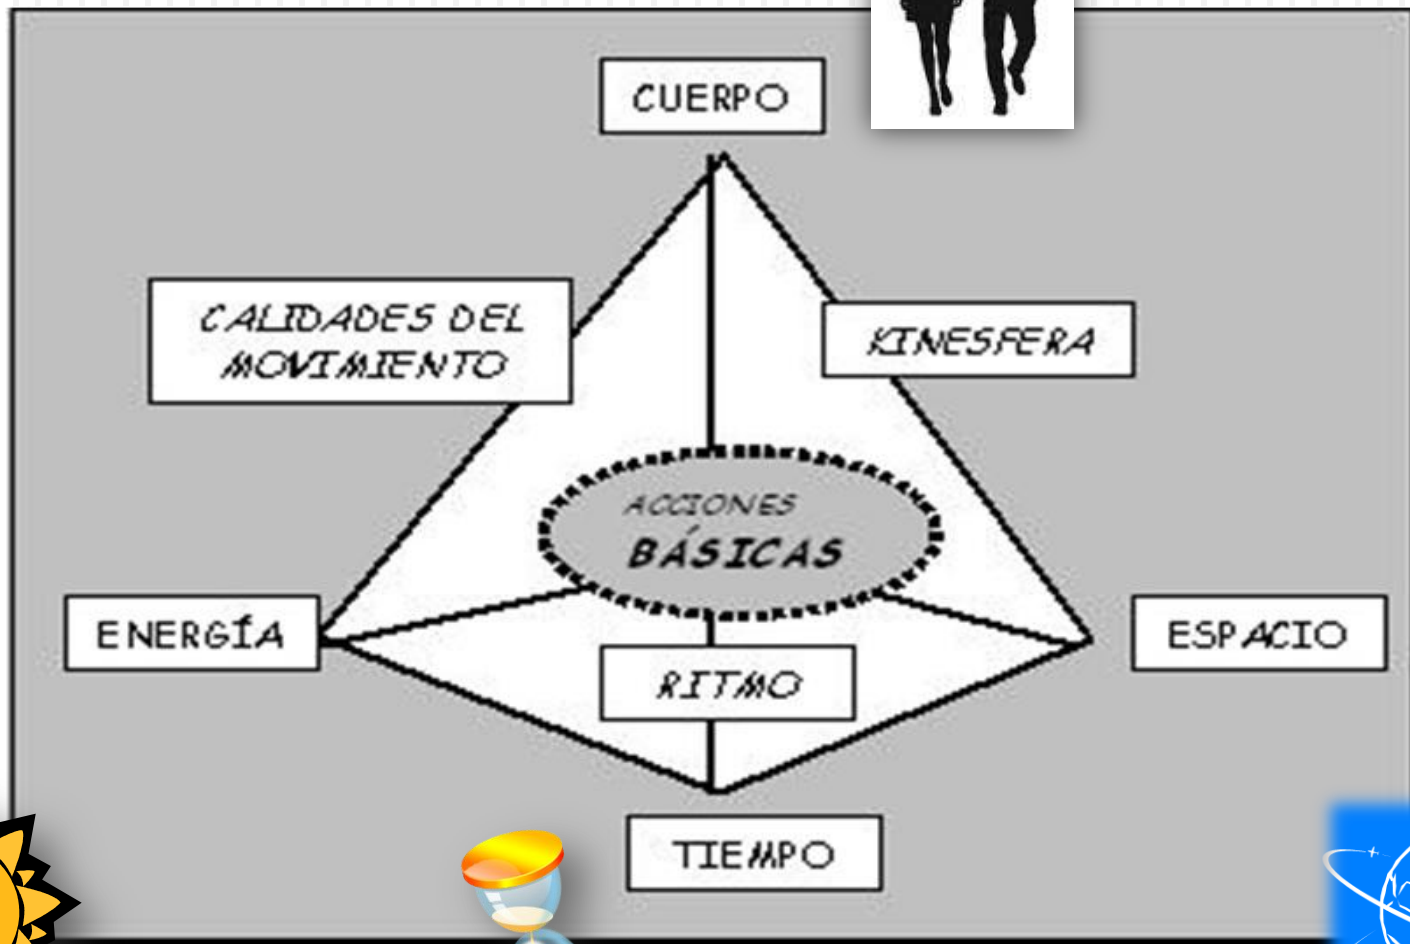 CUERPO
CALIDADES DEL
MOVIMIENTO
KINESFERA
ACCIONES
BÁSICAS
ENERGÍA
ESPACIO
RITMO
TIEMPO